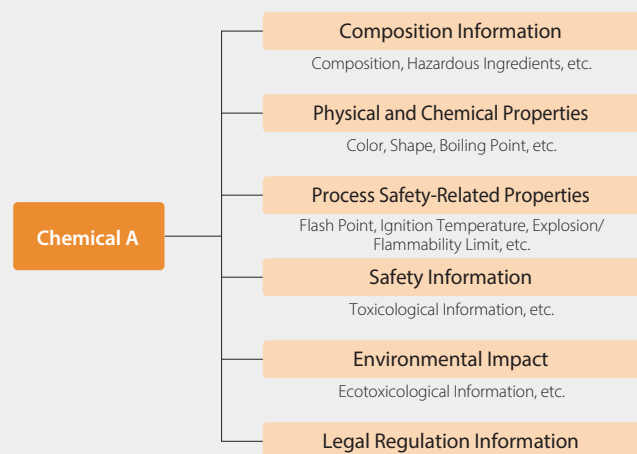 Composition Information
Composition, Hazardous Ingredients, etc.
Physical and Chemical Properties
Color, Shape, Boiling Point, etc.
Process Safety-Related Properties
Flash Point, Ignition Temperature, Explosion/
Flammability Limit, etc.
Chemical A
Safety Information
Toxicological Information, etc.
Environmental Impact
Ecotoxicological Information, etc.
Legal Regulation Information